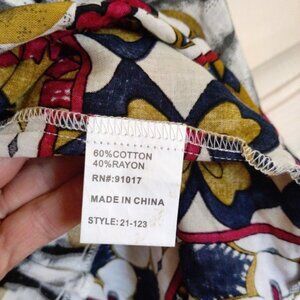 60%COTTON
40%RAYON
RN#:91017
MADE IN CHINA
STYLE: 21-123